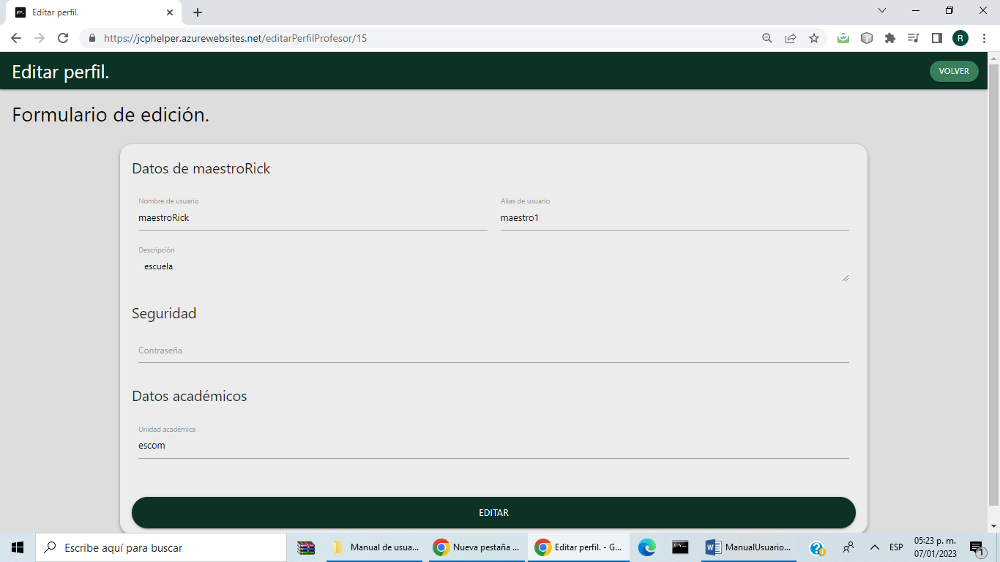 Editar perfil.
https://jcphelper.azurewebsites.net/editarPerfilProfesor/15
R
Editar perfil.
VOLVER
Formulario de edición.
Datos de maestroRick
Nombre de usuario
Alias de usuario
maestroRick
maestro1
Descripción
escuela
Seguridad
Contraseña
Datos académicos
Unidad académica
escom
EDITAR
Escribe aquí para buscar
Manual de usua...
Nueva pestaña ...
Editar perfil. - G...
ManualUsuario...
ESP
05:23 p. m.
07/01/2023
1